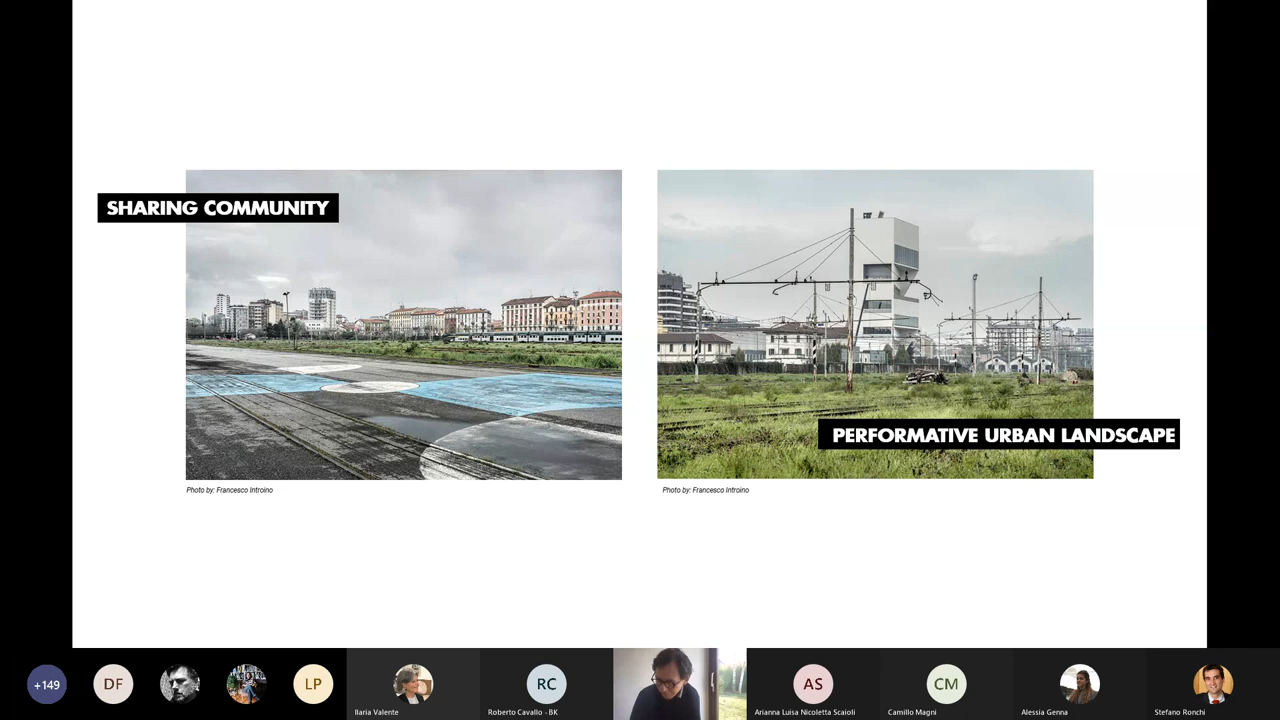 SHARING COMMUNITY
PERFORMATIVE URBAN LANDSCAPE
Photo by: Francesco Introino
Photo by: Francesco Introino
+149
DF
LP
Ilaria Valente
RC
Roberto Cavallo - BK
AS
Arianna Luisa Nicoletta Scaioli
CM
Camillo Magni
Alessia Genna
Stefano Ronchi